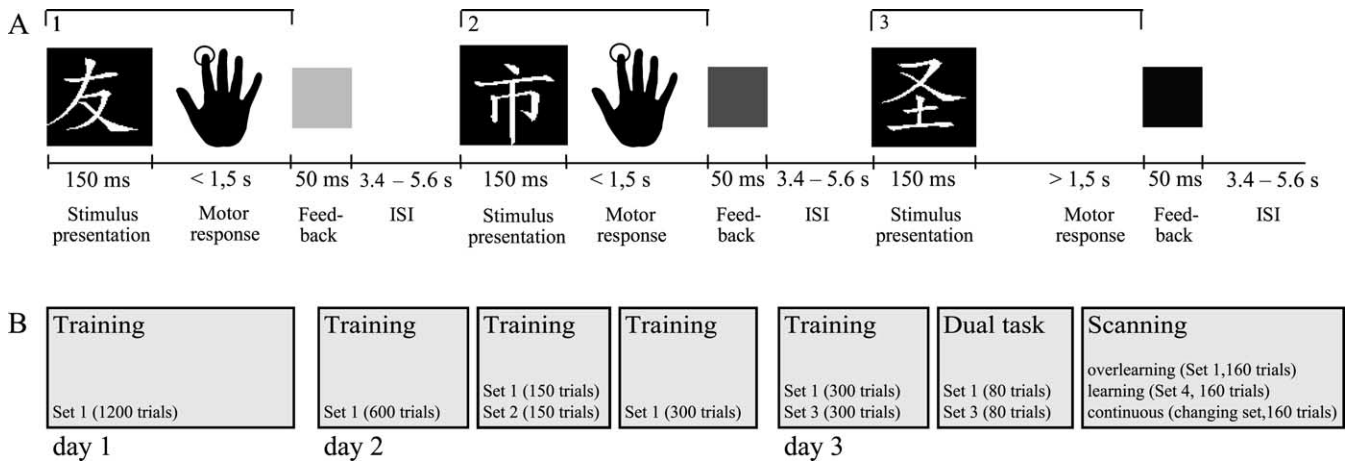 A
1
2
3
友
市
圣
150 ms
< 1,5 s
50 ms
3.4 – 5.6 s
150 ms
< 1,5 s
50 ms
3.4 – 5.6 s
150 ms
> 1,5 s
50 ms
3.4 – 5.6 s
Stimulus
presentation
Motor
response
Feed-
back
ISI
Stimulus
presentation
Motor
response
Feed-
back
ISI
Stimulus
presentation
Motor
response
Feed-
back
ISI
B
Training
Set 1 (1200 trials)
day 1
Training
Set 1 (600 trials)
Training
Set 1 (150 trials)
Set 2 (150 trials)
Training
Set 1 (300 trials)
day 2
Training
Set 1 (300 trials)
Set 3 (300 trials)
Dual task
Set 1 (80 trials)
Set 3 (80 trials)
Scanning
overlearning (Set 1,160 trials)
learning (Set 4, 160 trials)
continuous (changing set,160 trials)
day 3